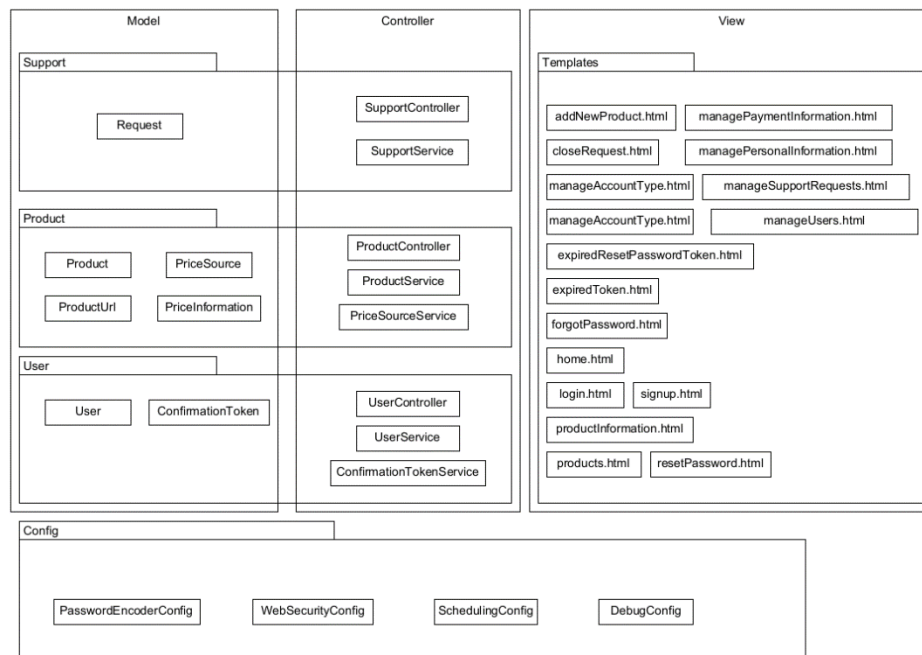 Model
Controller
View
Support
Templates
Request
SupportController
SupportService
addNewProduct.html
managePaymentInformation.html
closeRequest.html
managePersonalInformation.html
manageAccountType.html
manageSupportRequests.html
manageAccountType.html
manageUsers.html
expiredResetPasswordToken.html
expiredToken.html
forgotPassword.html
home.html
login.html
signup.html
productInformation.html
products.html
resetPassword.html
Product
Product
PriceSource
ProductUrl
PriceInformation
ProductController
ProductService
PriceSourceService
User
User
ConfirmationToken
UserController
UserService
ConfirmationTokenService
Config
PasswordEncoderConfig
WebSecurityConfig
SchedulingConfig
DebugConfig